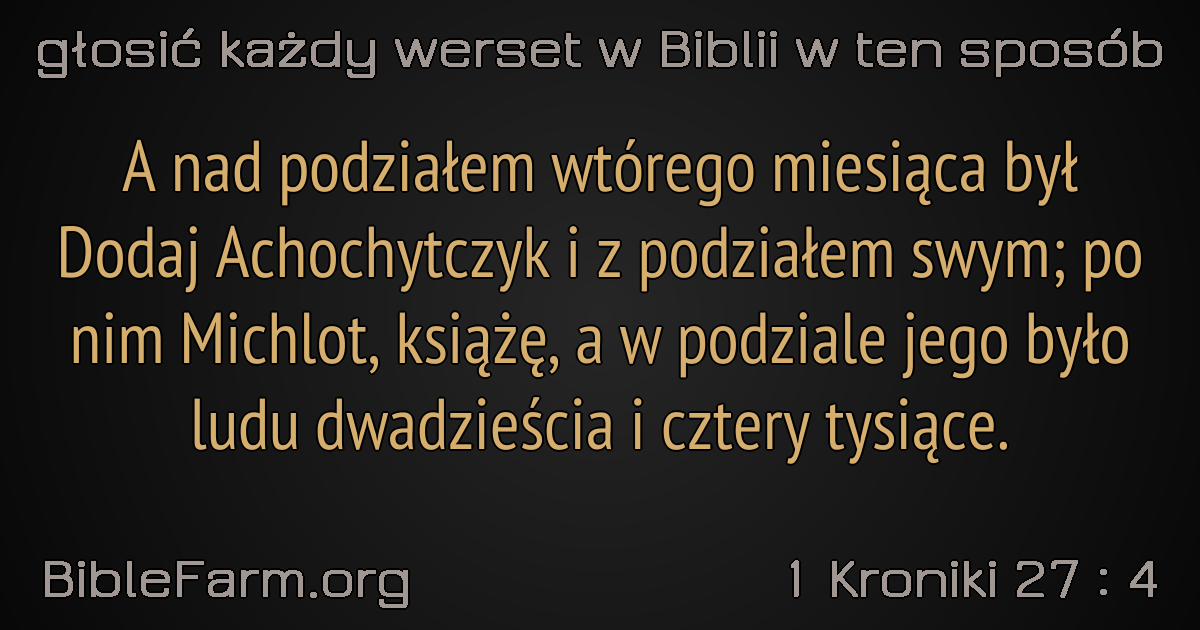 głosić każdy werset w Biblii w ten sposób
A nad podziałem wtórego miesiąca był
Dodaj Achochytczyk i z podziałem swym; po
nim Michlot, książę, a w podziale jego było
ludu dwadzieścia i cztery tysiące.
BibleFarm.org
1 Kroniki 27 : 4